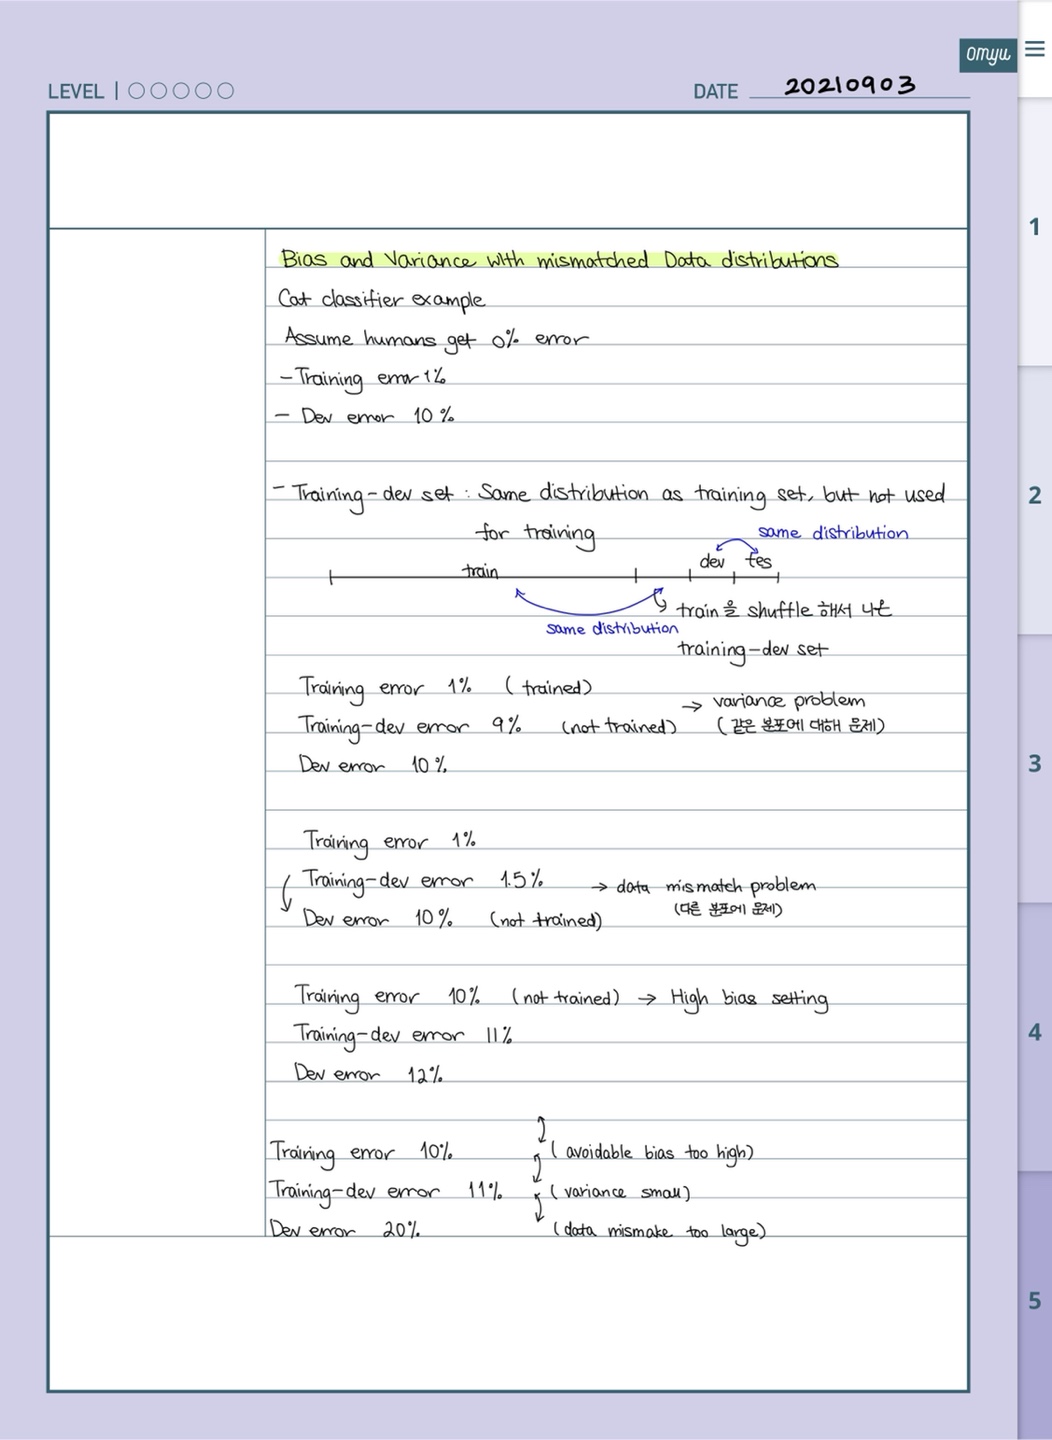 omyu
LEVEL
DATE 20210903
Bias and Variance with mismatched Data distributions
Cat classifier example
Assume humans get 0% error
- Training error 1%
- Dev error 10%
- Training-dev set : Same distribution as training set, but not used
for training
same distribution
train
dev
tes
same distribution
train을 shuffle 해서 나눈
training-dev set
Training error 1% (trained)
Training-dev error 9% (not trained)
→ variance problem
(같은 분포에 대해 문제)
Dev error 10%
Training error 1%
Training-dev error 1.5% → data mismatch problem
(다른 분포에 문제)
Dev error 10% (not trained)
Training error 10% (not trained) → High bias setting
Training-dev error 11%
Dev error 12%
Training error 10% (avoidable bias too high)
Training-dev error 11% (variance small)
Dev error 20% (data mismake too large)
1
2
3
4
5